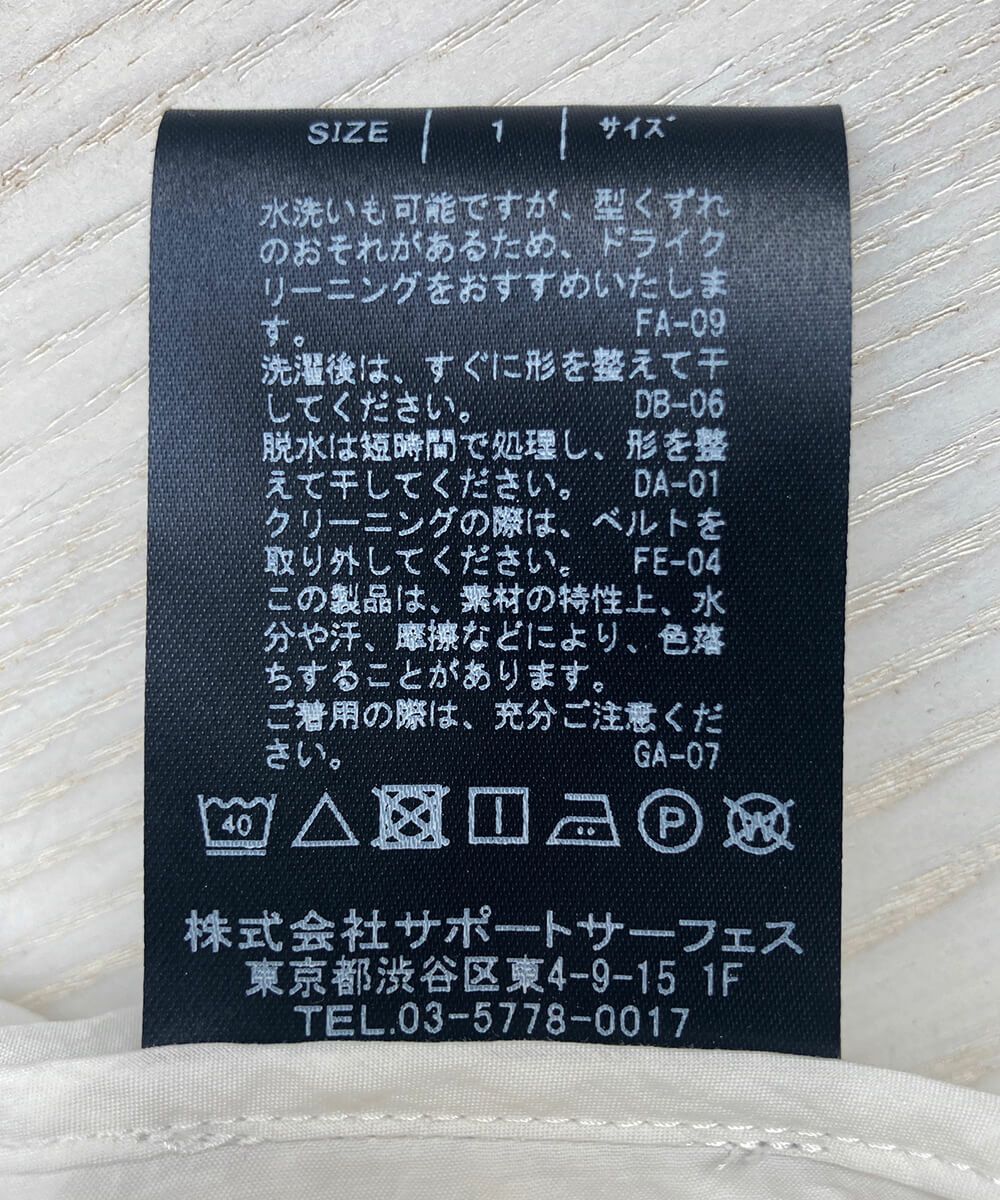 SIZE 1 サイズ
水洗いも可能ですが、型くずれ
のおそれがあるため、ドライク
リーニングをおすすめいたしま
す。 FA-09
洗濯後は、すぐに形を整えて干
してください。 DB-06
脱水は短時間で処理し、形を整
えて干してください。 DA-01
クリーニングの際は、ベルトを
取り外してください。 FE-04
この製品は、素材の特性上、水
分や汗、摩擦などにより、色落
ちすることがあります。
ご着用の際は、充分ご注意くだ
さい。 GA-07
40 P W
株式会社サポートサーフェス
東京都渋谷区東4-9-15 1F
TEL.03-5778-0017